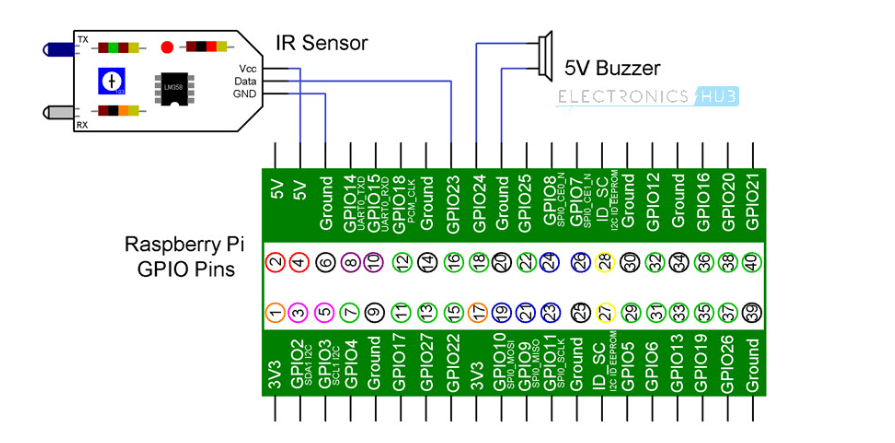 TX
IR Sensor
Vcc
Data
GND
LM358
RX
5V Buzzer
ELECTRONICS HUB
5V
5V
Ground
GPIO14
UART0_TXD
GPIO15
UART0_RXD
GPIO18
PCM_CLK
Ground
GPIO23
GPIO24
Ground
GPIO25
GPIO8
SPI0_CE0_N
GPIO7
SPI0_CE1_N
ID_SC
I2C ID EEPROM
Ground
GPIO12
Ground
GPIO16
GPIO20
GPIO21
Raspberry Pi
GPIO Pins
2 4 6 8 10 12 14 16 18 20 22 24 26 28 30 32 34 36 38 40
1 3 5 7 9 11 13 15 17 19 21 23 25 27 29 31 33 35 37 39
3V3
GPIO2
SDA1 I2C
GPIO3
SCL1 I2C
GPIO4
Ground
GPIO17
GPIO27
GPIO22
3V3
GPIO10
SPI0_MOSI
GPIO9
SPI0_MISO
GPIO11
SPI0_SCLK
Ground
ID_SC
I2C ID EEPROM
GPIO5
GPIO6
GPIO13
GPIO19
GPIO26
Ground